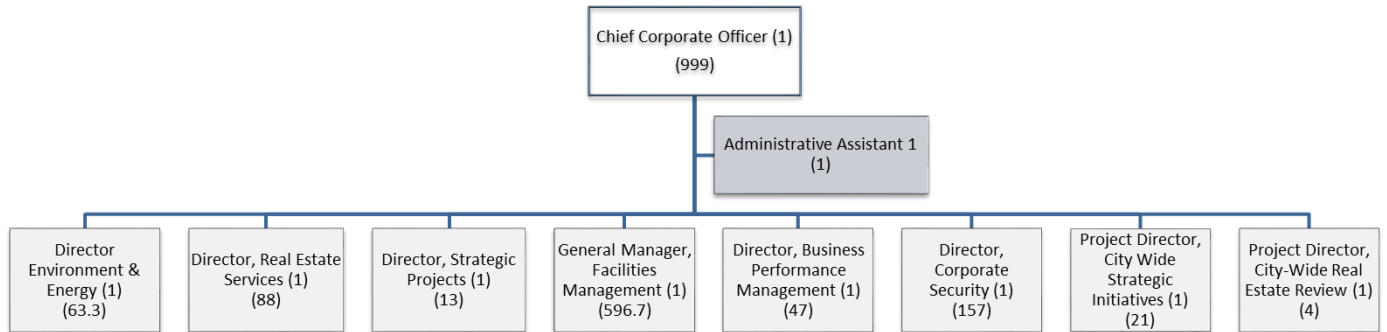 Chief Corporate Officer (1)
(999)
Administrative Assistant 1
(1)
Director
Environment &
Energy (1)
(63.3)
Director, Real Estate
Services (1)
(88)
Director, Strategic
Projects (1)
(13)
General Manager,
Facilities
Management (1)
(596.7)
Director, Business
Performance
Management (1)
(47)
Director,
Corporate
Security (1)
(157)
Project Director,
City Wide
Strategic
Initiatives (1)
(21)
Project Director,
City-Wide Real
Estate Review (1)
(4)